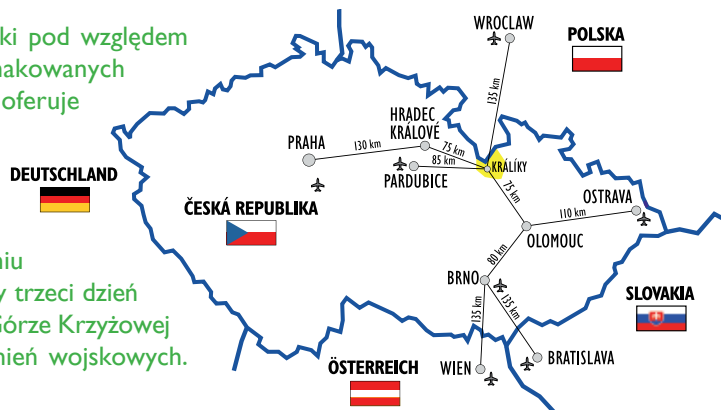 ki pod względem
nakowanych
oferuje
niu
y trzeci dzień
Górze Krzyżowej
nień wojskowych.
WROCLAW
POLSKA
135 km
HRADEC
KRÁLOVÉ
PRAHA
130 km
75 km
85 km
KRÁLÍKY
PARDUBICE
DEUTSCHLAND
75 km
OSTRAVA
ČESKÁ REPUBLIKA
110 km
OLOMOUC
80 km
BRNO
SLOVAKIA
135 km
135 km
ÖSTERREICH
WIEN
BRATISLAVA